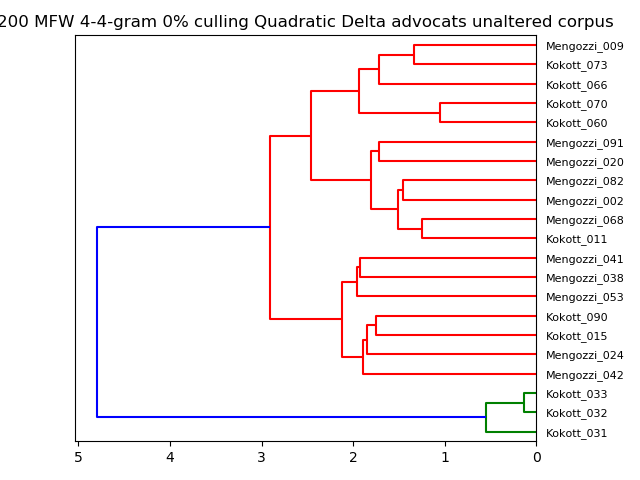 200 MFW 4-4-gram 0% culling Quadratic Delta advocats unaltered corpus
Mengozzi_009
Kokott_073
Kokott_066
Kokott_070
Kokott_060
Mengozzi_091
Mengozzi_020
Mengozzi_082
Mengozzi_002
Mengozzi_068
Kokott_011
Mengozzi_041
Mengozzi_038
Mengozzi_053
Kokott_090
Kokott_015
Mengozzi_024
Mengozzi_042
Kokott_033
Kokott_032
Kokott_031
5 4 3 2 1 0